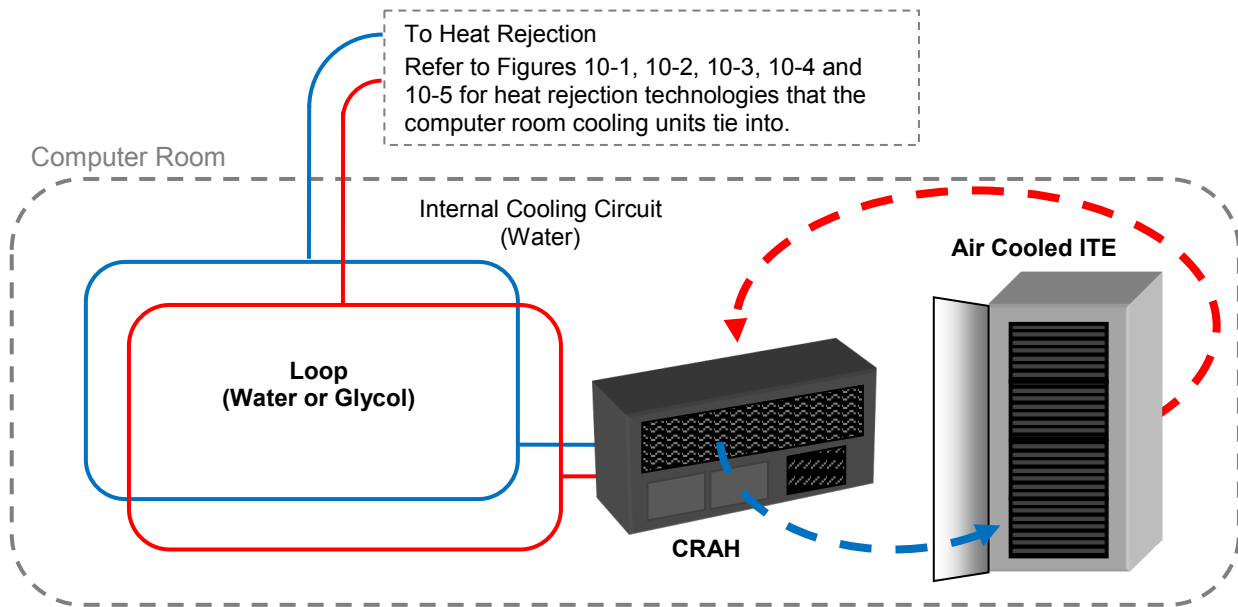 To Heat Rejection
Refer to Figures 10-1, 10-2, 10-3, 10-4 and
10-5 for heat rejection technologies that the
computer room cooling units tie into.
Computer Room
Internal Cooling Circuit
(Water)
Air Cooled ITE
Loop
(Water or Glycol)
CRAH